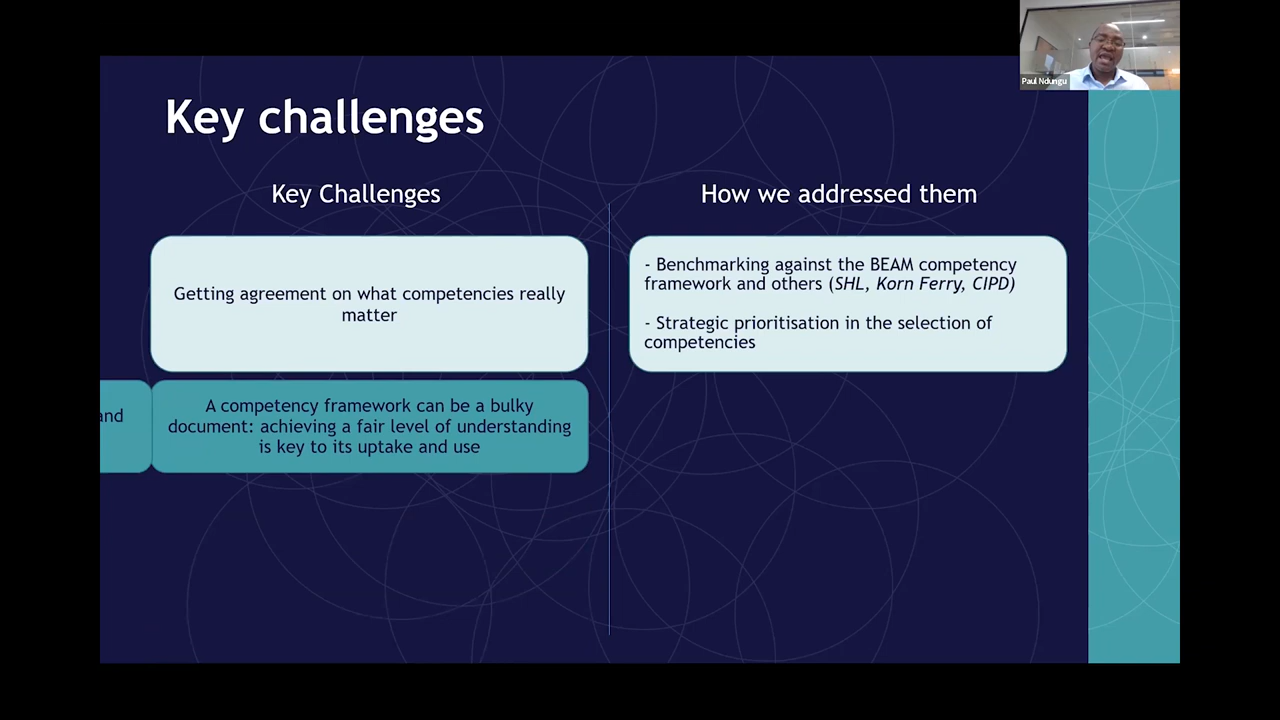 Paul Ndungu
Key challenges
Key Challenges
Getting agreement on what competencies really
matter
and
A competency framework can be a bulky
document: achieving a fair level of understanding
is key to its uptake and use
How we addressed them
- Benchmarking against the BEAM competency
framework and others (SHL, Korn Ferry, CIPD)
- Strategic prioritisation in the selection of
competencies